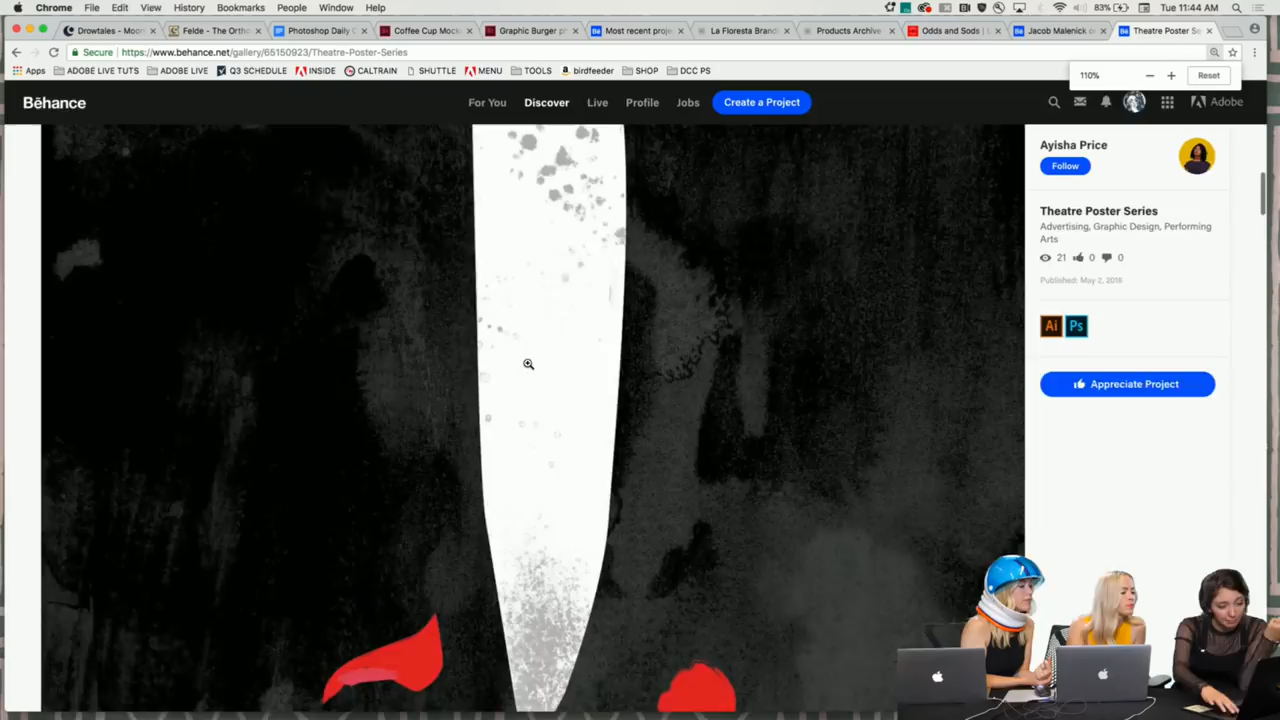 Chrome File Edit View History Bookmarks People Window Help 83% Tue 11:44 AM
Drowtales - Moon Felde - The Orth Photoshop Daily C Coffee Cup Mock Graphic Burger Most recent proj La Floresta Brandi Products Archive Odds and Sods | L Jacob Malenick o Theatre Poster Se
Secure https://www.behance.net/gallery/65150923/Theatre-Poster-Series
Apps ADOBE LIVE TUTS ADOBE LIVE Q3 SCHEDULE INSIDE CALTRAIN SHUTTLE MENU TOOLS birdfeeder SHOP DCC PS
110% − + Reset
Bēhance For You Discover Live Profile Jobs Create a Project Adobe
Ayisha Price
Follow
Theatre Poster Series
Advertising, Graphic Design, Performing
Arts
21 0 0
Published: May 2, 2018
Ai Ps
Appreciate Project